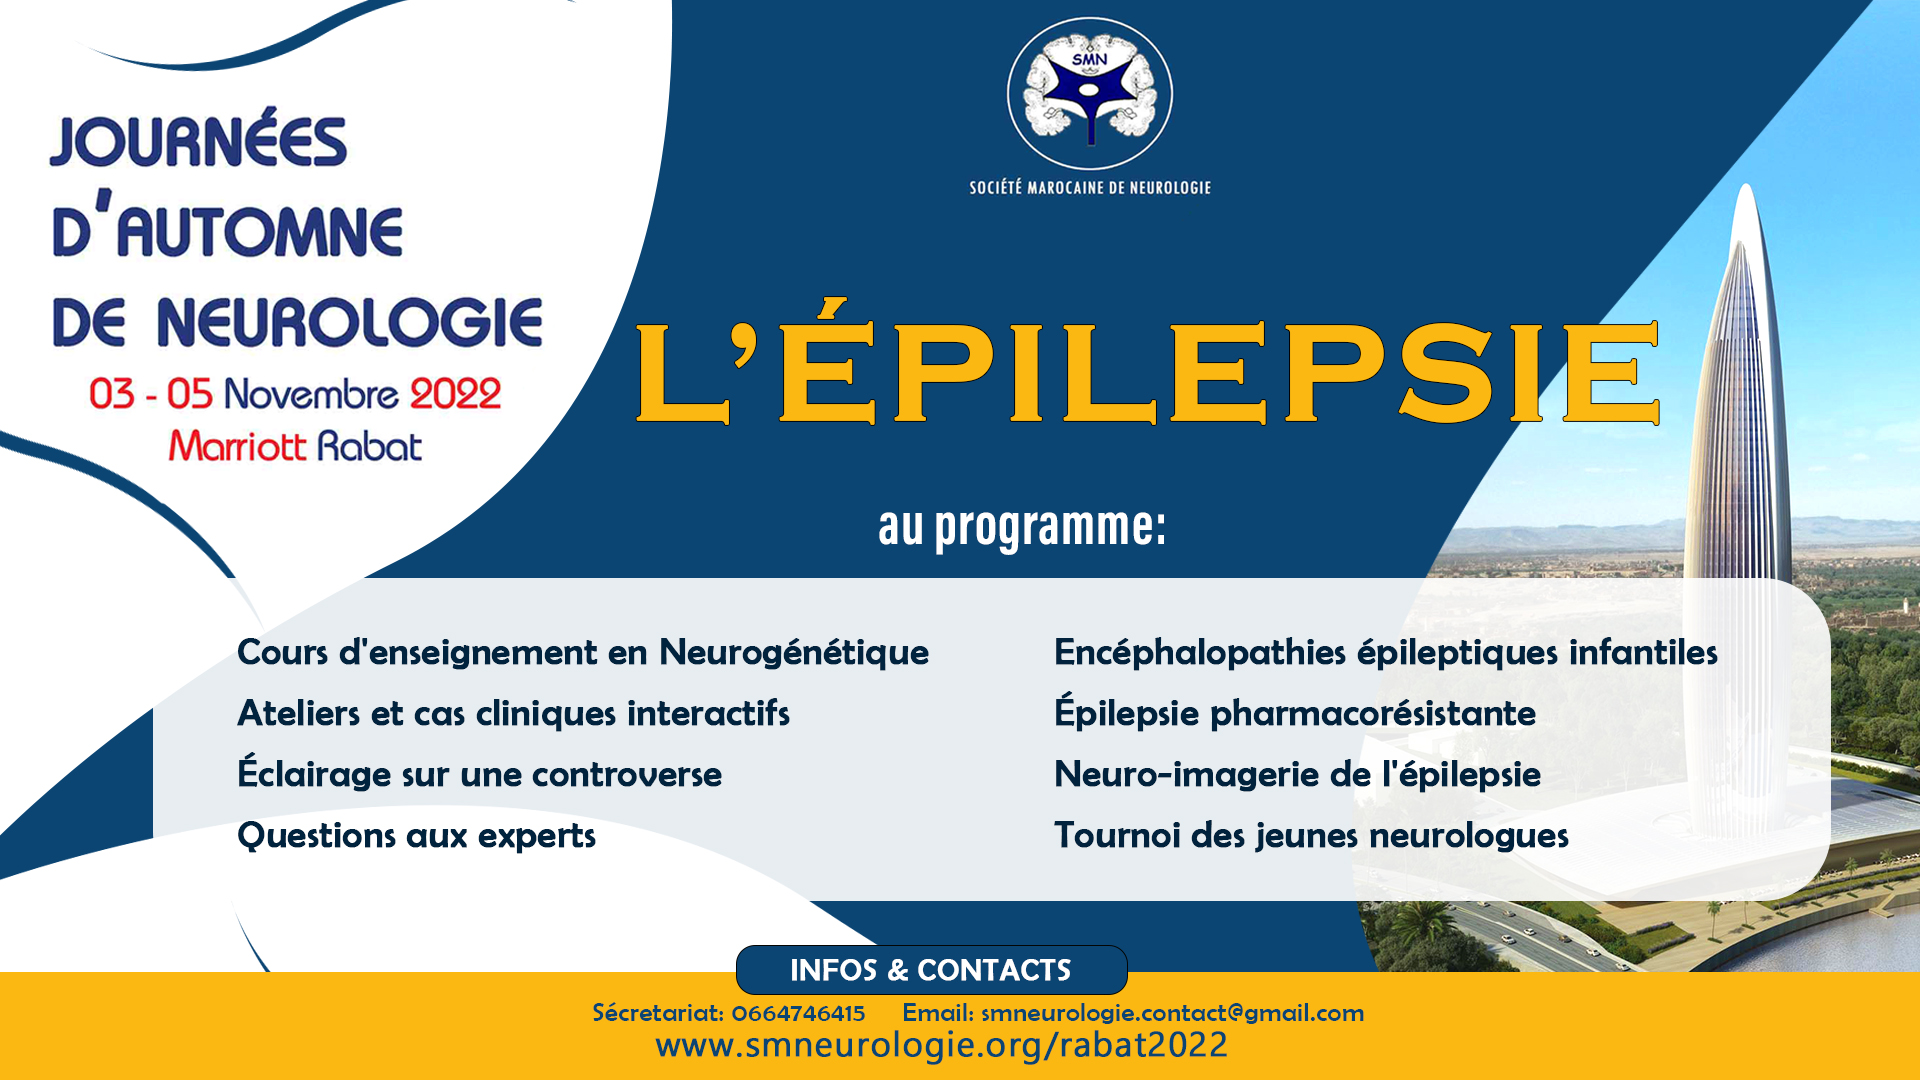 JOURNÉES
D'AUTOMNE
DE NEUROLOGIE
03 - 05 Novembre 2022
Marriott Rabat
SMN
SOCIÉTÉ MAROCAINE DE NEUROLOGIE
L'ÉPILEPSIE
au programme:
Cours d'enseignement en Neurogénétique
Ateliers et cas cliniques interactifs
Éclairage sur une controverse
Questions aux experts
Encéphalopathies épileptiques infantiles
Épilepsie pharmacorésistante
Neuro-imagerie de l'épilepsie
Tournoi des jeunes neurologues
INFOS & CONTACTS
Sécretariat: 0664746415 Email: smneurologie.contact@gmail.com
www.smneurologie.org/rabat2022